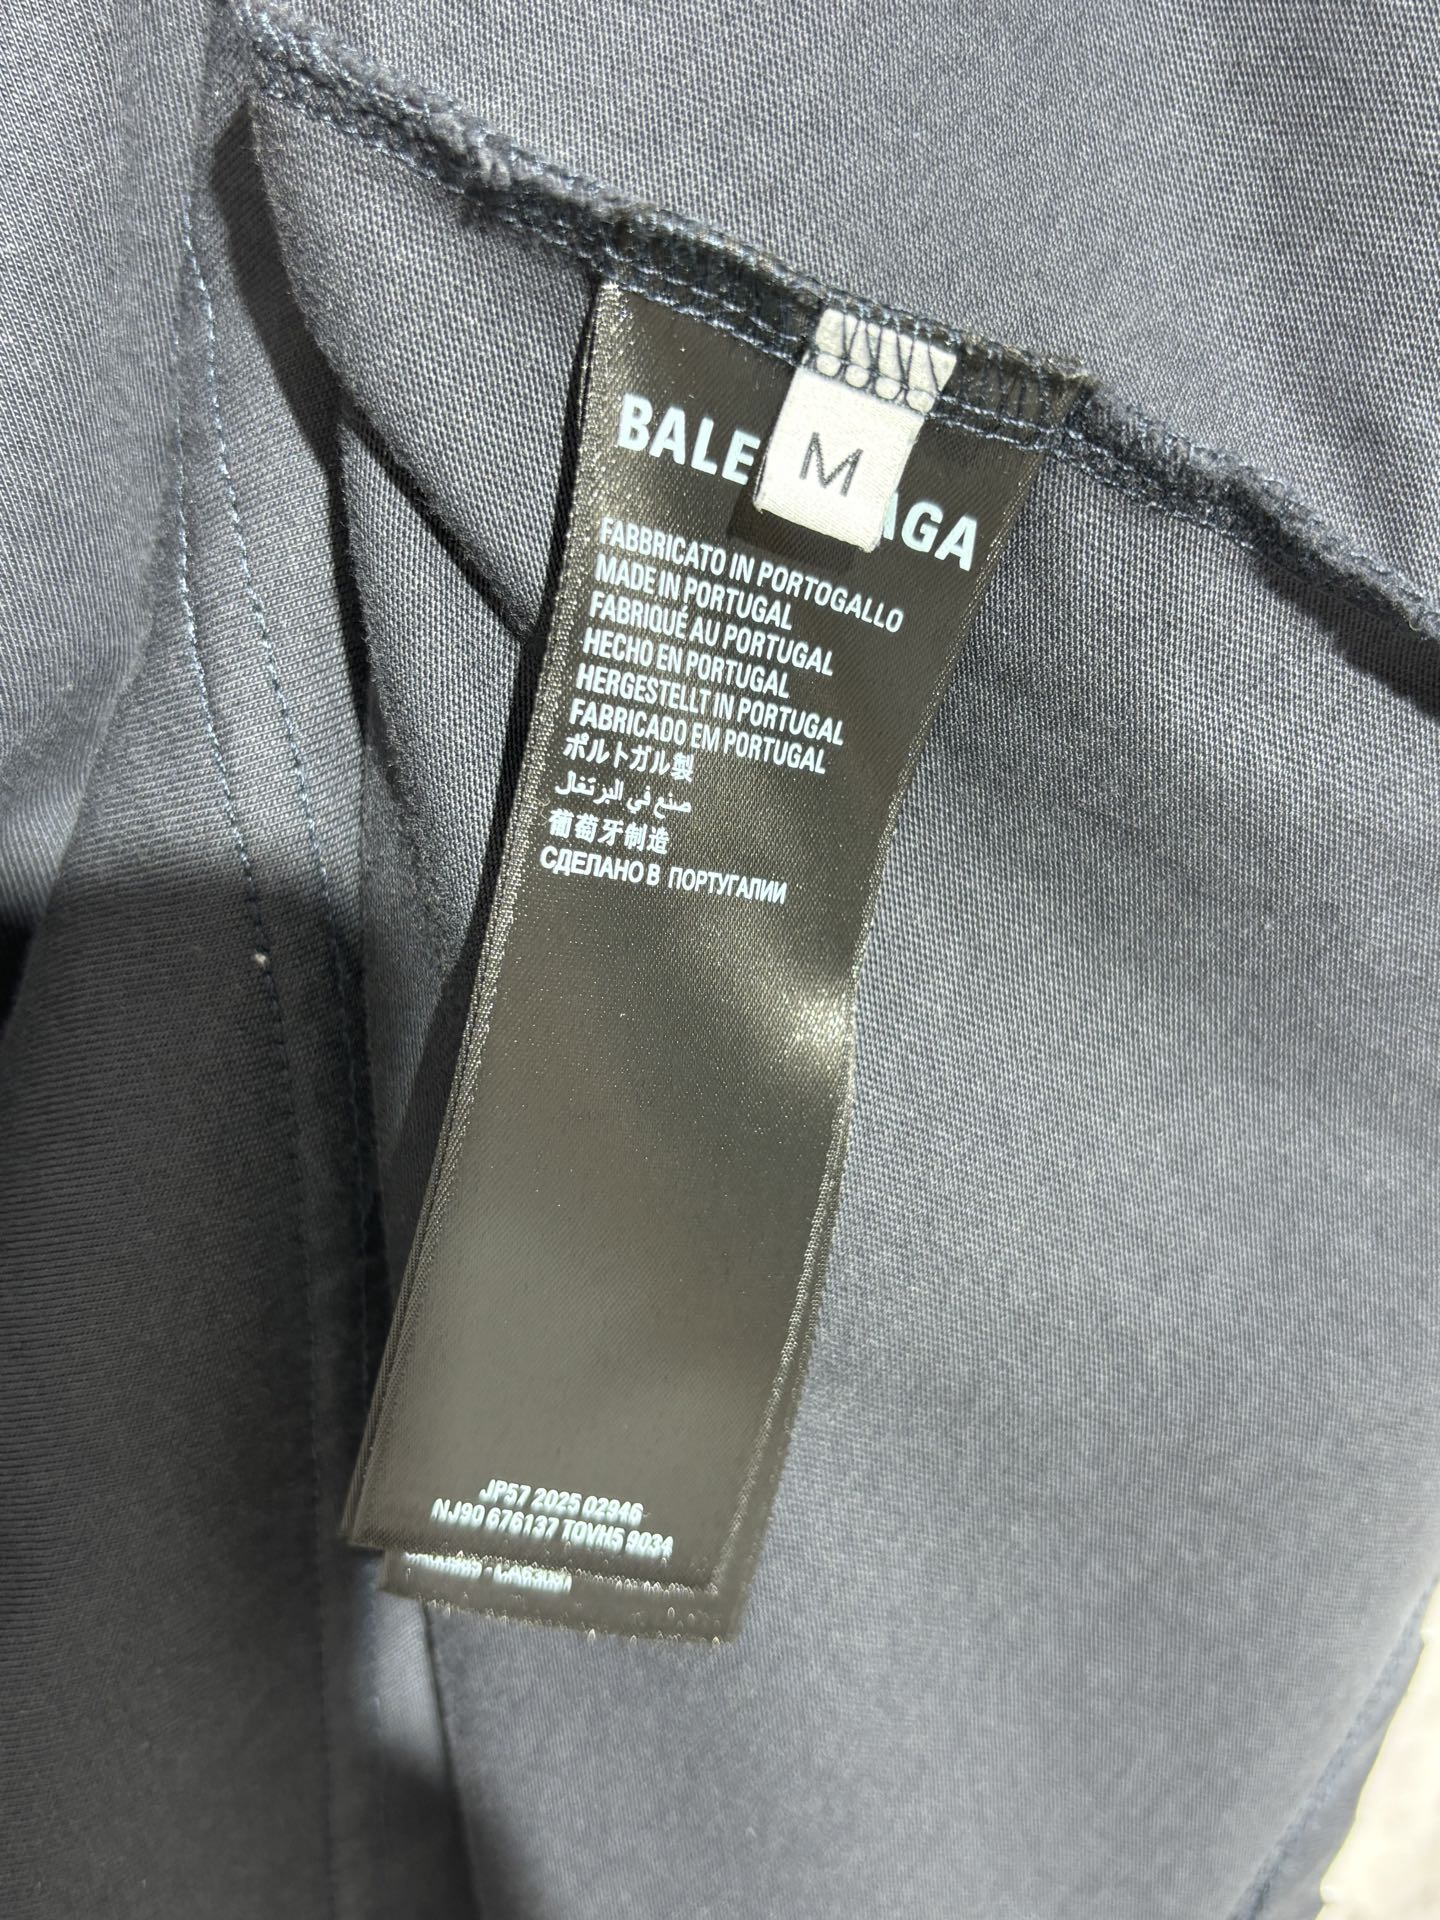 M
BALE AGA
FABBRICATO IN PORTOGALLO
MADE IN PORTUGAL
FABRIQUÉ AU PORTUGAL
HECHO EN PORTUGAL
HERGESTELLT IN PORTUGAL
FABRICADO EM PORTUGAL
ポルトガル製
صنع في البرتغال
葡萄牙制造
СДЕЛАНО В ПОРТУГАЛИИ
JP57 2025 02946
NJ90 676137 TOVH5 9034